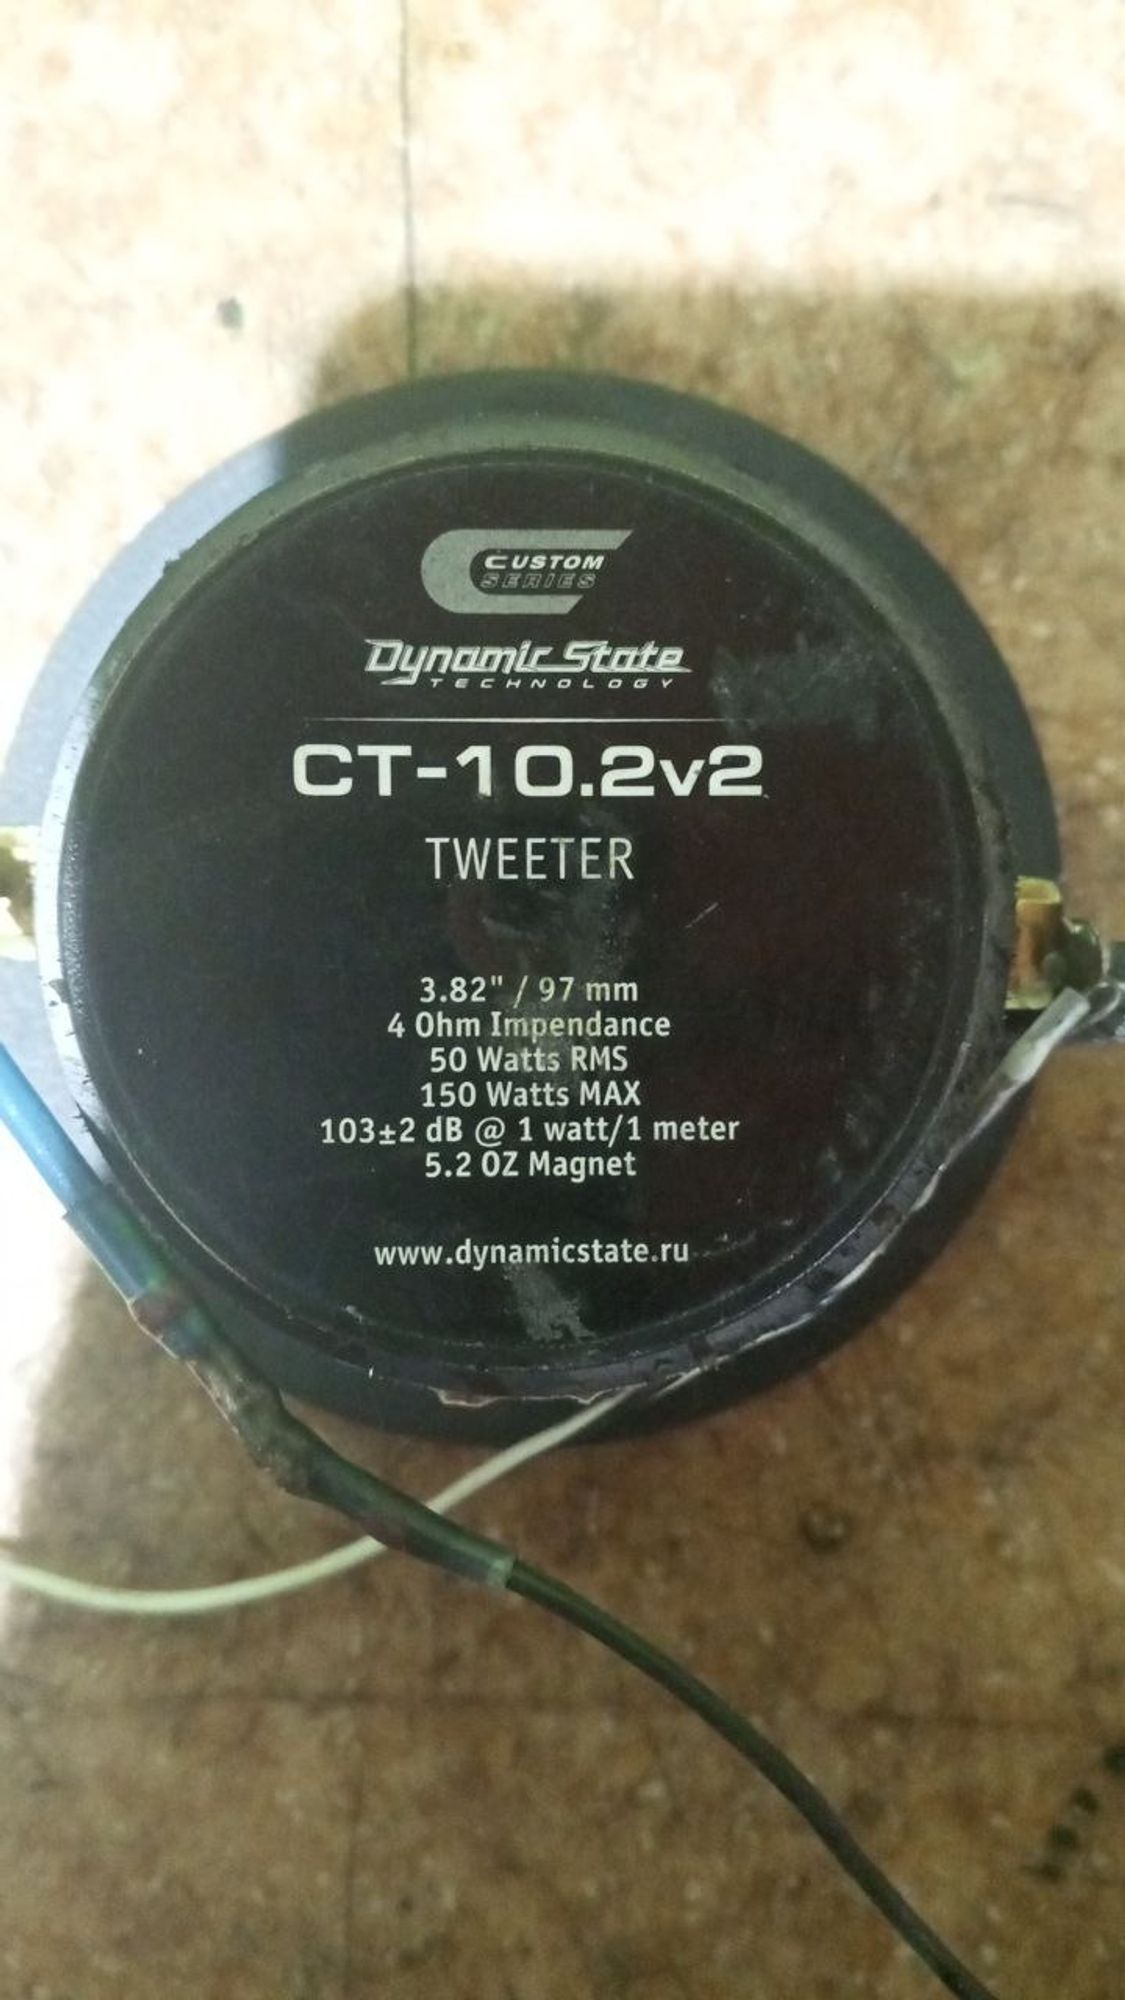 CUSTOM
SERIES
Dynamic State
TECHNOLOGY
CT-10.2v2
TWEETER
3.82" / 97 mm
4 Ohm Impendance
50 Watts RMS
150 Watts MAX
103±2 dB @ 1 watt/1 meter
5.2 OZ Magnet
www.dynamicstate.ru